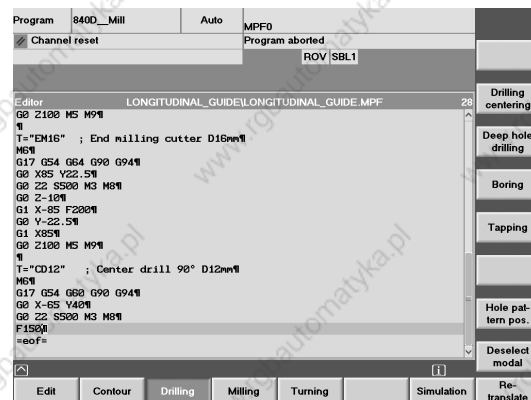 Program 840D__Mill Auto MPF0
Channel reset Program aborted
ROV SBL1
Editor LONGITUDINAL_GUIDE\LONGITUDINAL_GUIDE.MPF 28
G0 Z100 M5 M9¶
¶
T="EM16" ; End milling cutter D16mm¶
M6¶
G17 G54 G64 G90 G94¶
G0 X85 Y22.5¶
G0 Z2 S500 M3 M8¶
G0 Z-10¶
G1 X-85 F200¶
G0 Y-22.5¶
G1 X85¶
G0 Z100 M5 M9¶
¶
T="CD12" ; Center drill 90° D12mm¶
M6¶
G17 G54 G60 G90 G94¶
G0 X-65 Y40¶
G0 Z2 S500 M3 M8¶
F150¶
=eof=
Drilling
centering
Deep hole
drilling
Boring
Tapping
Hole pat-
tern pos.
Deselect
modal
Re-
translate
Edit Contour Drilling Milling Turning Simulation